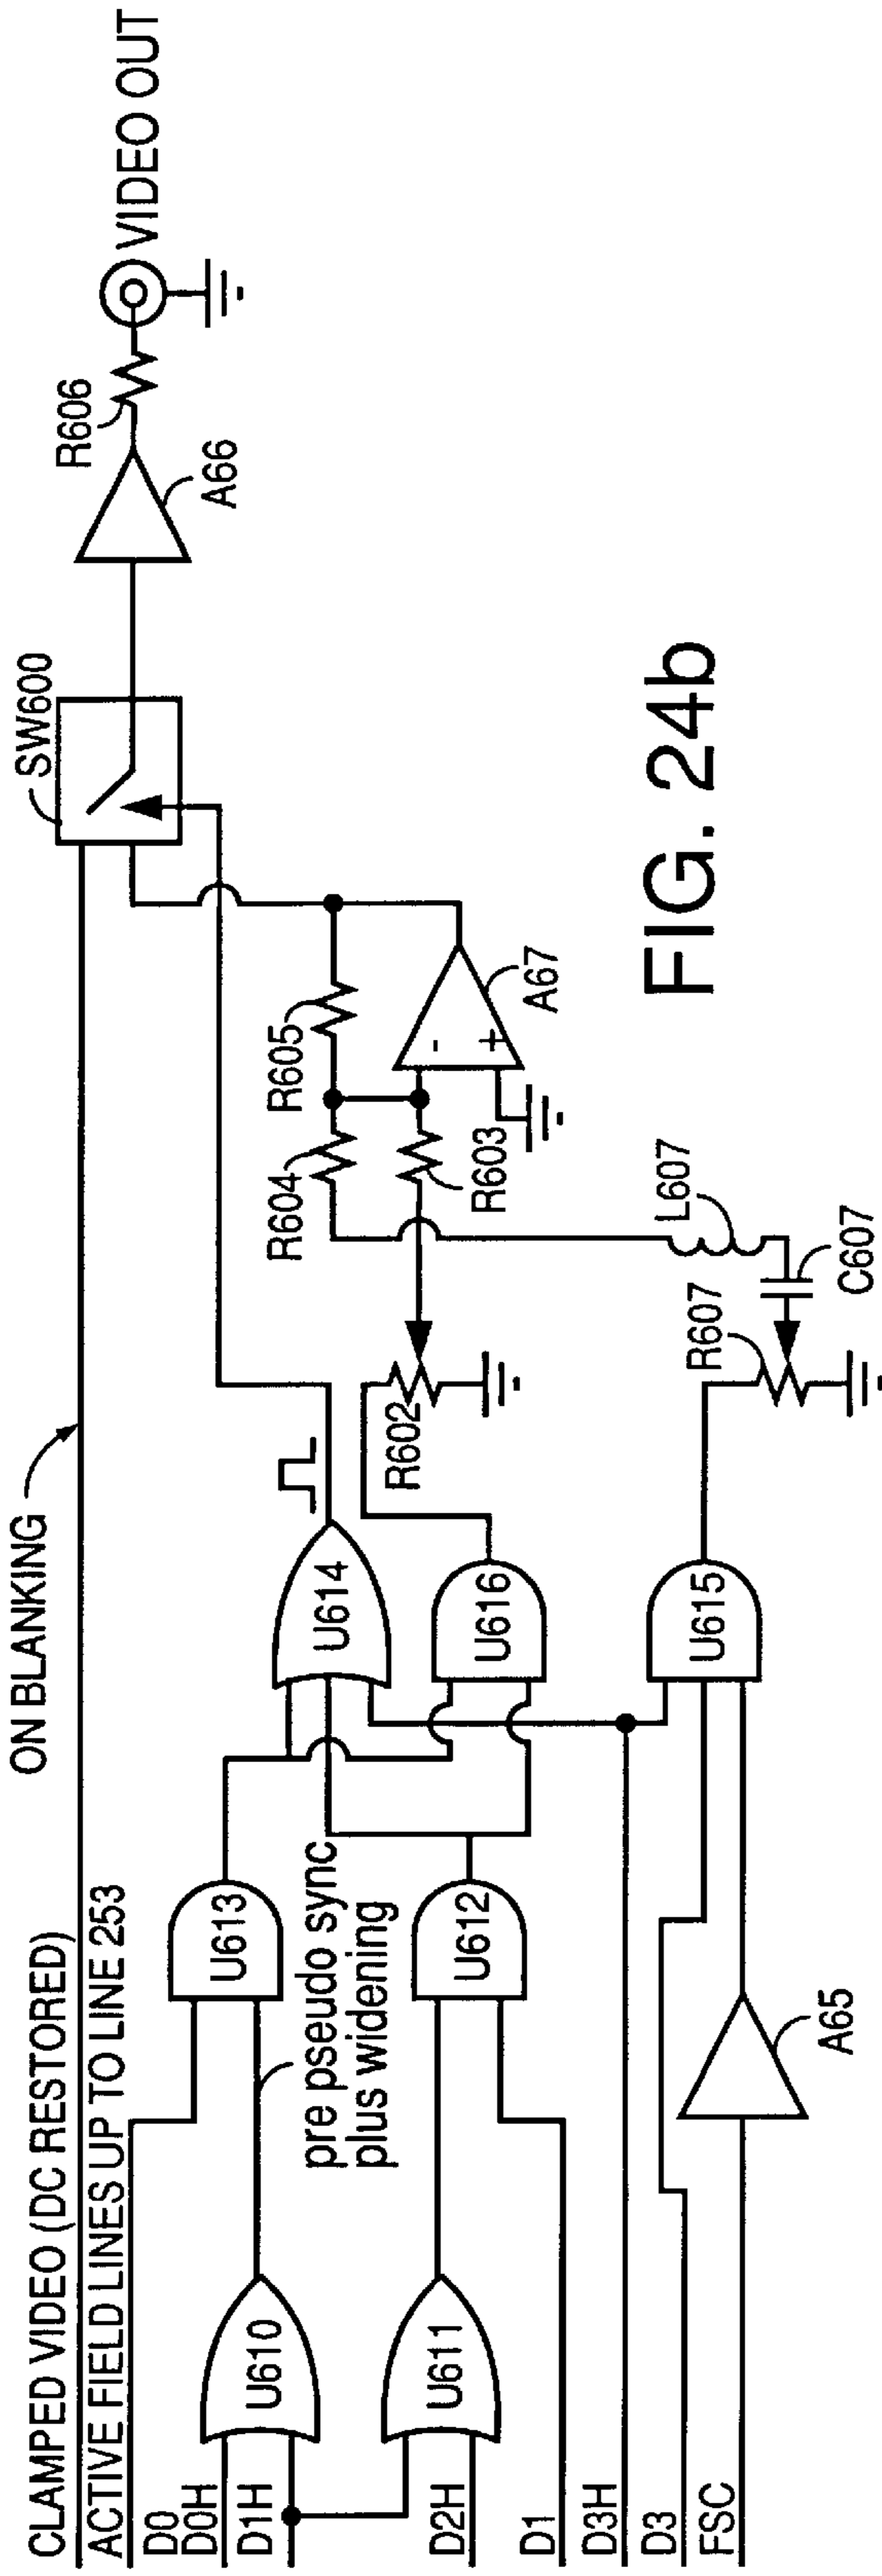 ON BLANKING
CLAMPED VIDEO (DC RESTORED)
ACTIVE FIELD LINES UP TO LINE 253
D0
D0H
D1H
D2H
D1
D3H
D3
FSC
U610
U611
U613
U612
pre pseudo sync
plus widening
A65
U614
U616
U615
R602
R607
C607
L607
R604
R603
R605
A67
SW600
A66
R606
VIDEO OUT
-
+
FIG. 24b